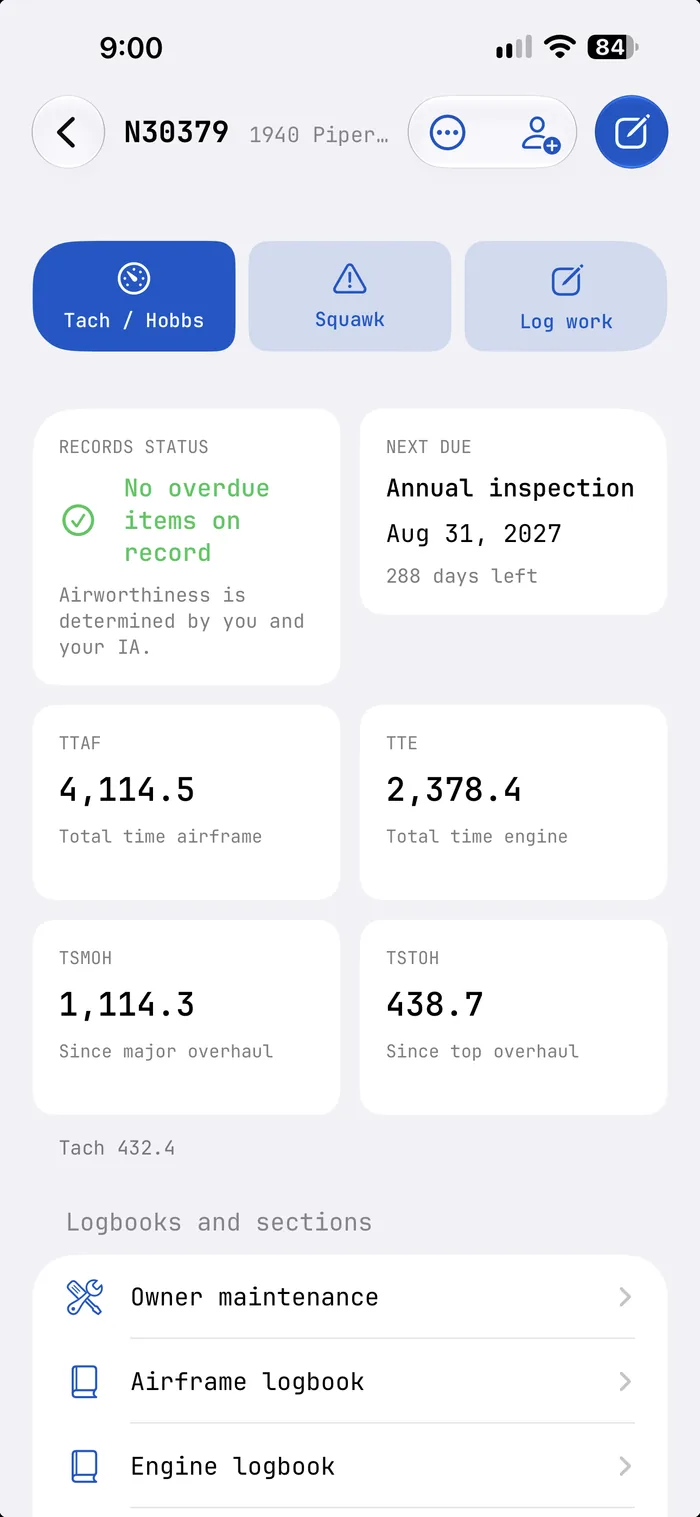 9:00
84
N30379 1940 Piper…
Tach / Hobbs
Squawk
Log work
RECORDS STATUS
No overdue
items on
record
Airworthiness is
determined by you and
your IA.
NEXT DUE
Annual inspection
Aug 31, 2027
288 days left
TTAF
4,114.5
Total time airframe
TTE
2,378.4
Total time engine
TSMOH
1,114.3
Since major overhaul
TSTOH
438.7
Since top overhaul
Tach 432.4
Logbooks and sections
Owner maintenance
Airframe logbook
Engine logbook